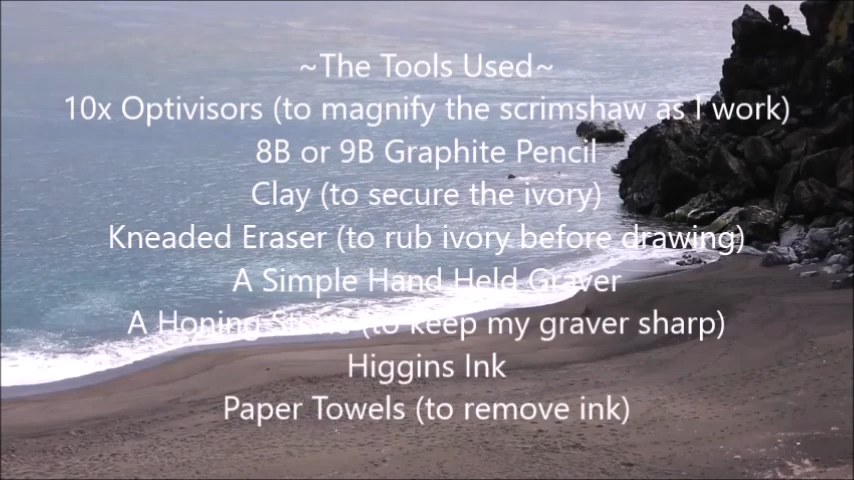 ~The Tools Used~
10x Optivisors (to magnify the scrimshaw as I work)
8B or 9B Graphite Pencil
Clay (to secure the ivory)
Kneaded Eraser (to rub ivory before drawing)
A Simple Hand Held Graver
A Honing Stone (to keep my graver sharp)
Higgins Ink
Paper Towels (to remove ink)